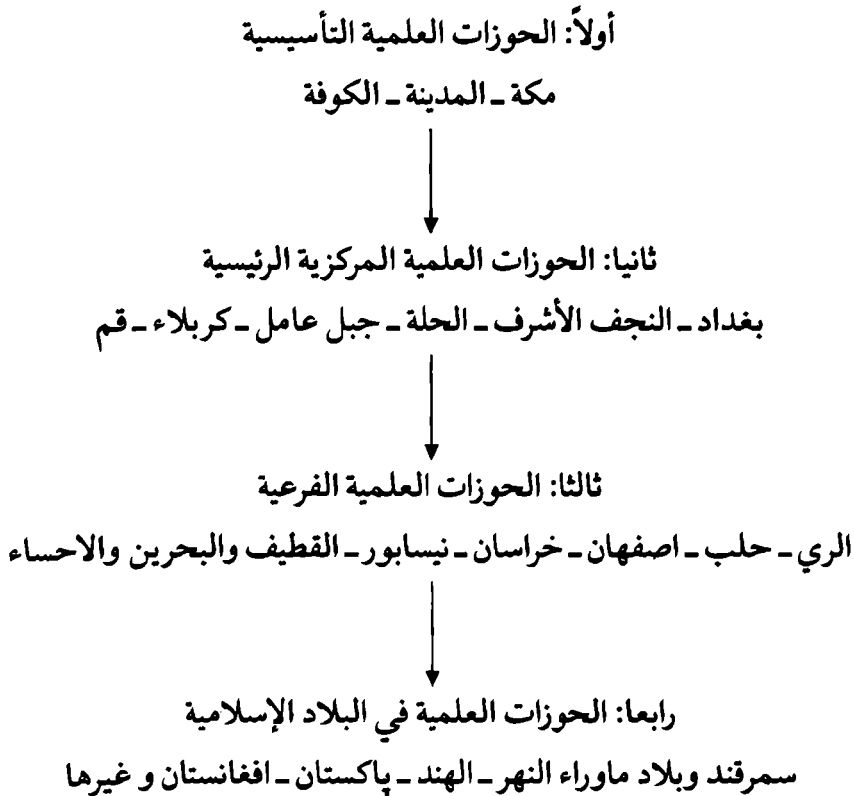 أولاً: الحوزات العلمية التأسيسية
مكة ـ المدينة ـ الكوفة
ثانيا: الحوزات العلمية المركزية الرئيسية
بغداد ـ النجف الأشرف ـ الحلة ـ جبل عامل ـ كربلاء ـ قم
ثالثا: الحوزات العلمية الفرعية
الري ـ حلب ـ اصفهان ـ خراسان ـ نيسابور ـ القطيف والبحرين والاحساء
رابعا: الحوزات العلمية في البلاد الإسلامية
سمرقند وبلاد ماوراء النهر ـ الهند ـ پاكستان ـ افغانستان و غيرها